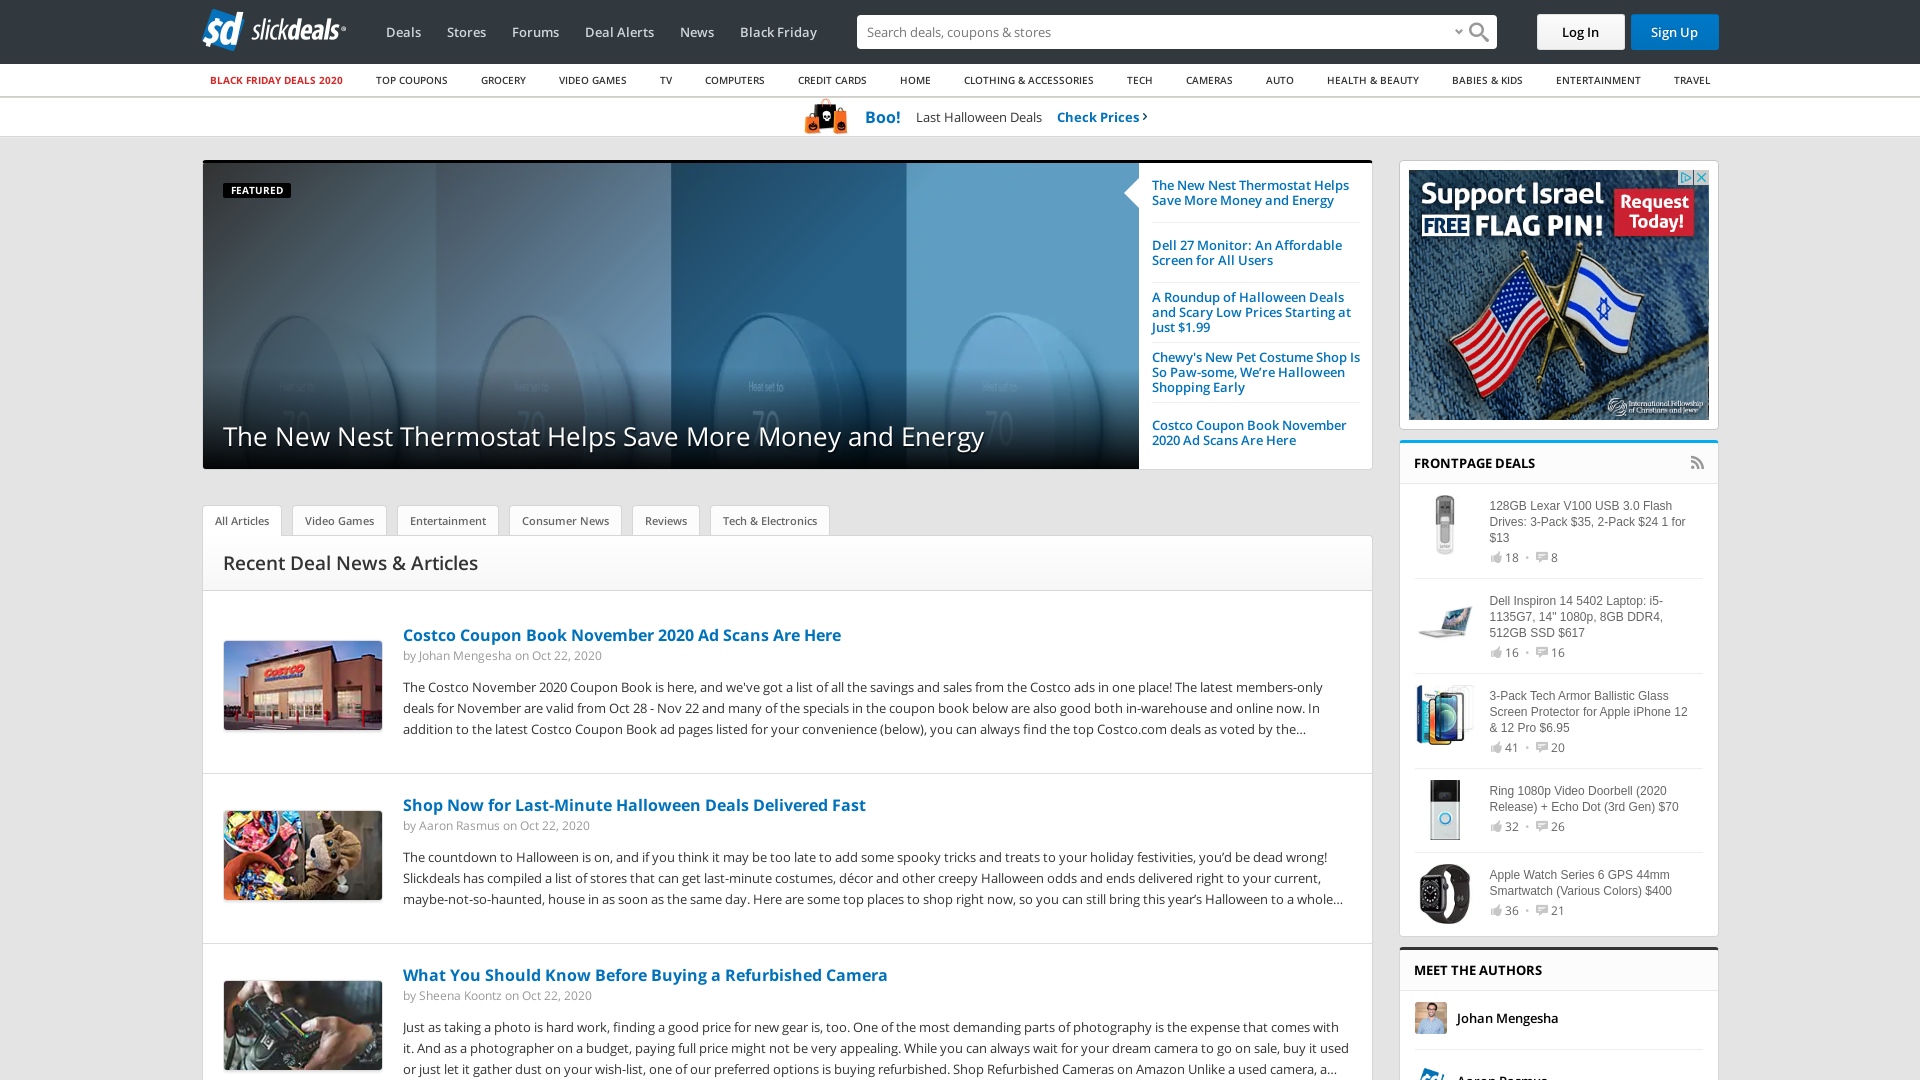 slickdeals
Deals
Stores
Forums
Deal Alerts
News
Black Friday
Search deals, coupons & stores
Log In
Sign Up
BLACK FRIDAY DEALS 2020
TOP COUPONS
GROCERY
VIDEO GAMES
TV
COMPUTERS
CREDIT CARDS
HOME
CLOTHING & ACCESSORIES
TECH
CAMERAS
AUTO
HEALTH & BEAUTY
BABIES & KIDS
ENTERTAINMENT
TRAVEL
Boo! Last Halloween Deals Check Prices
FEATURED
Heat set to
70
The New Nest Thermostat Helps Save More Money and Energy
The New Nest Thermostat Helps
Save More Money and Energy
Dell 27 Monitor: An Affordable
Screen for All Users
A Roundup of Halloween Deals
and Scary Low Prices Starting at
Just $1.99
Chewy's New Pet Costume Shop Is
So Paw-some, We’re Halloween
Shopping Early
Costco Coupon Book November
2020 Ad Scans Are Here
Support Israel
FREE FLAG PIN!
Request
Today!
International Fellowship
of Christians and Jews
All Articles
Video Games
Entertainment
Consumer News
Reviews
Tech & Electronics
Recent Deal News & Articles
COSTCO
Costco Coupon Book November 2020 Ad Scans Are Here
by Johan Mengesha on Oct 22, 2020
The Costco November 2020 Coupon Book is here, and we've got a list of all the savings and sales from the Costco ads in one place! The latest members-only
deals for November are valid from Oct 28 - Nov 22 and many of the specials in the coupon book below are also good both in-warehouse and online now. In
addition to the latest Costco Coupon Book ad pages listed for your convenience (below), you can always find the top Costco.com deals as voted by the…
Shop Now for Last-Minute Halloween Deals Delivered Fast
by Aaron Rasmus on Oct 22, 2020
The countdown to Halloween is on, and if you think it may be too late to add some spooky tricks and treats to your holiday festivities, you’d be dead wrong!
Slickdeals has compiled a list of stores that can get last-minute costumes, décor and other creepy Halloween odds and ends delivered right to your current,
maybe-not-so-haunted, house in as soon as the same day. Here are some top places to shop right now, so you can still bring this year’s Halloween to a whole…
What You Should Know Before Buying a Refurbished Camera
by Sheena Koontz on Oct 22, 2020
Just as taking a photo is hard work, finding a good price for new gear is, too. One of the most demanding parts of photography is the expense that comes with
it. And as a photographer on a budget, paying full price might not be very appealing. While you can always wait for your dream camera to go on sale, buy it used
or just let it gather dust on your wish-list, one of our preferred options is buying refurbished. Shop Refurbished Cameras on Amazon Unlike a used camera, a…
FRONTPAGE DEALS
128GB Lexar V100 USB 3.0 Flash
Drives: 3-Pack $35, 2-Pack $24 1 for
$13
18 • 8
Dell Inspiron 14 5402 Laptop: i5-
1135G7, 14" 1080p, 8GB DDR4,
512GB SSD $617
16 • 16
3-Pack Tech Armor Ballistic Glass
Screen Protector for Apple iPhone 12
& 12 Pro $6.95
41 • 20
Ring 1080p Video Doorbell (2020
Release) + Echo Dot (3rd Gen) $70
32 • 26
Apple Watch Series 6 GPS 44mm
Smartwatch (Various Colors) $400
36 • 21
MEET THE AUTHORS
Johan Mengesha
Aaron Rasmus